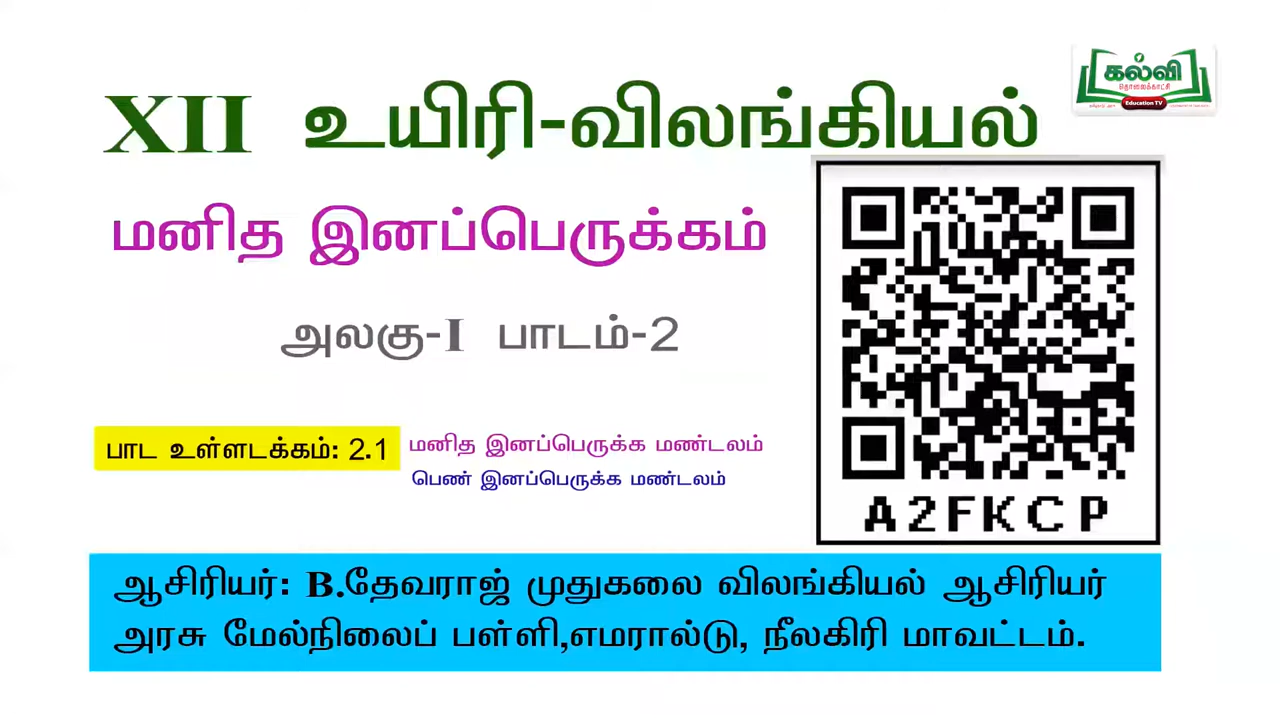 கல்வி
தொலைக்காட்சி
Education TV
XII உயிரி-விலங்கியல்
மனித இனப்பெருக்கம்
அலகு-I பாடம்-2
பாட உள்ளடக்கம்: 2.1 மனித இனப்பெருக்க மண்டலம்
பெண் இனப்பெருக்க மண்டலம்
A2FKCP
ஆசிரியர்: B.தேவராஜ் முதுகலை விலங்கியல் ஆசிரியர்
அரசு மேல்நிலைப் பள்ளி,எமரால்டு, நீலகிரி மாவட்டம்.